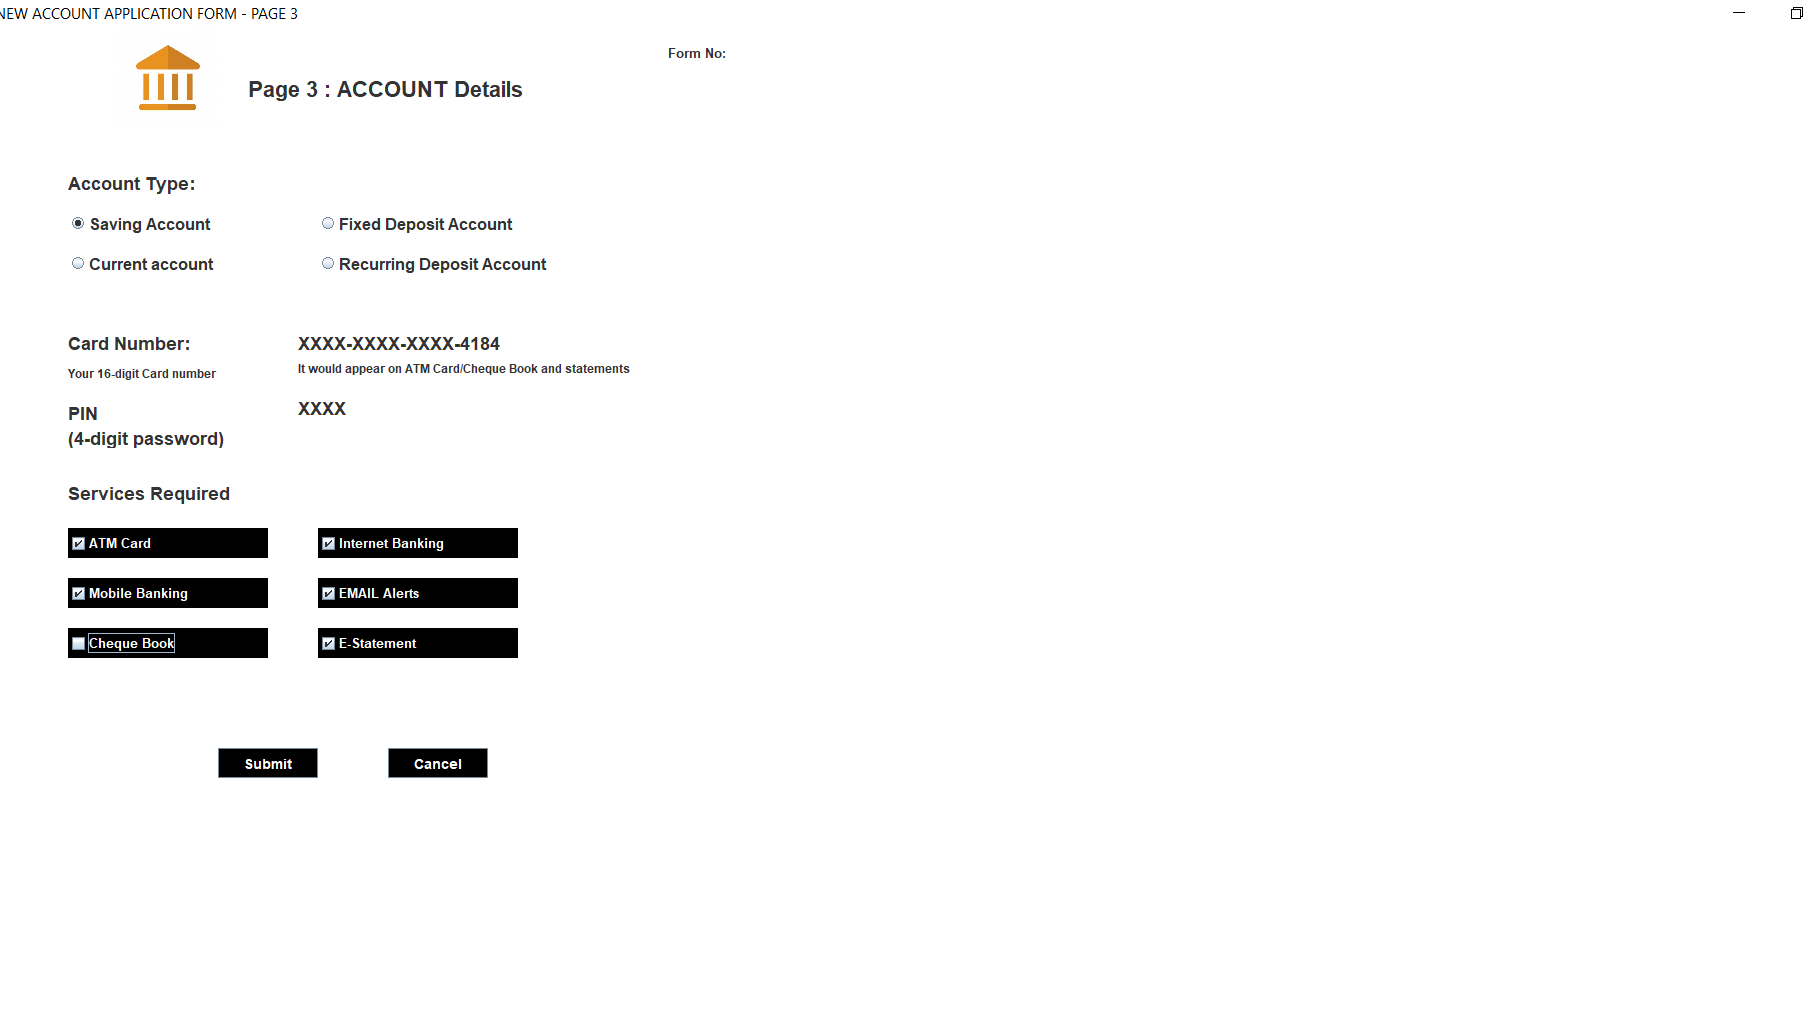 NEW ACCOUNT APPLICATION FORM - PAGE 3
Form No:
Page 3 : ACCOUNT Details
Account Type:
Saving Account Fixed Deposit Account
Current account Recurring Deposit Account
Card Number: XXXX-XXXX-XXXX-4184
Your 16-digit Card number It would appear on ATM Card/Cheque Book and statements
PIN XXXX
(4-digit password)
Services Required
ATM Card Internet Banking
Mobile Banking EMAIL Alerts
Cheque Book E-Statement
Submit Cancel